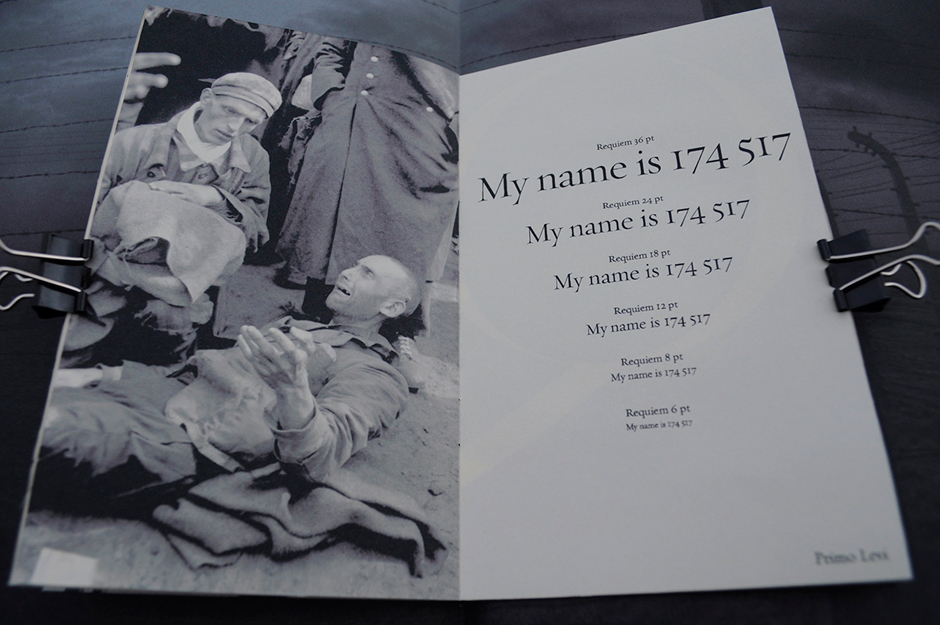 Requiem 36 pt
My name is 174 517
Requiem 24 pt
My name is 174 517
Requiem 18 pt
My name is 174 517
Requiem 12 pt
My name is 174 517
Requiem 8 pt
My name is 174 517
Requiem 6 pt
My name is 174 517
Primo Levi